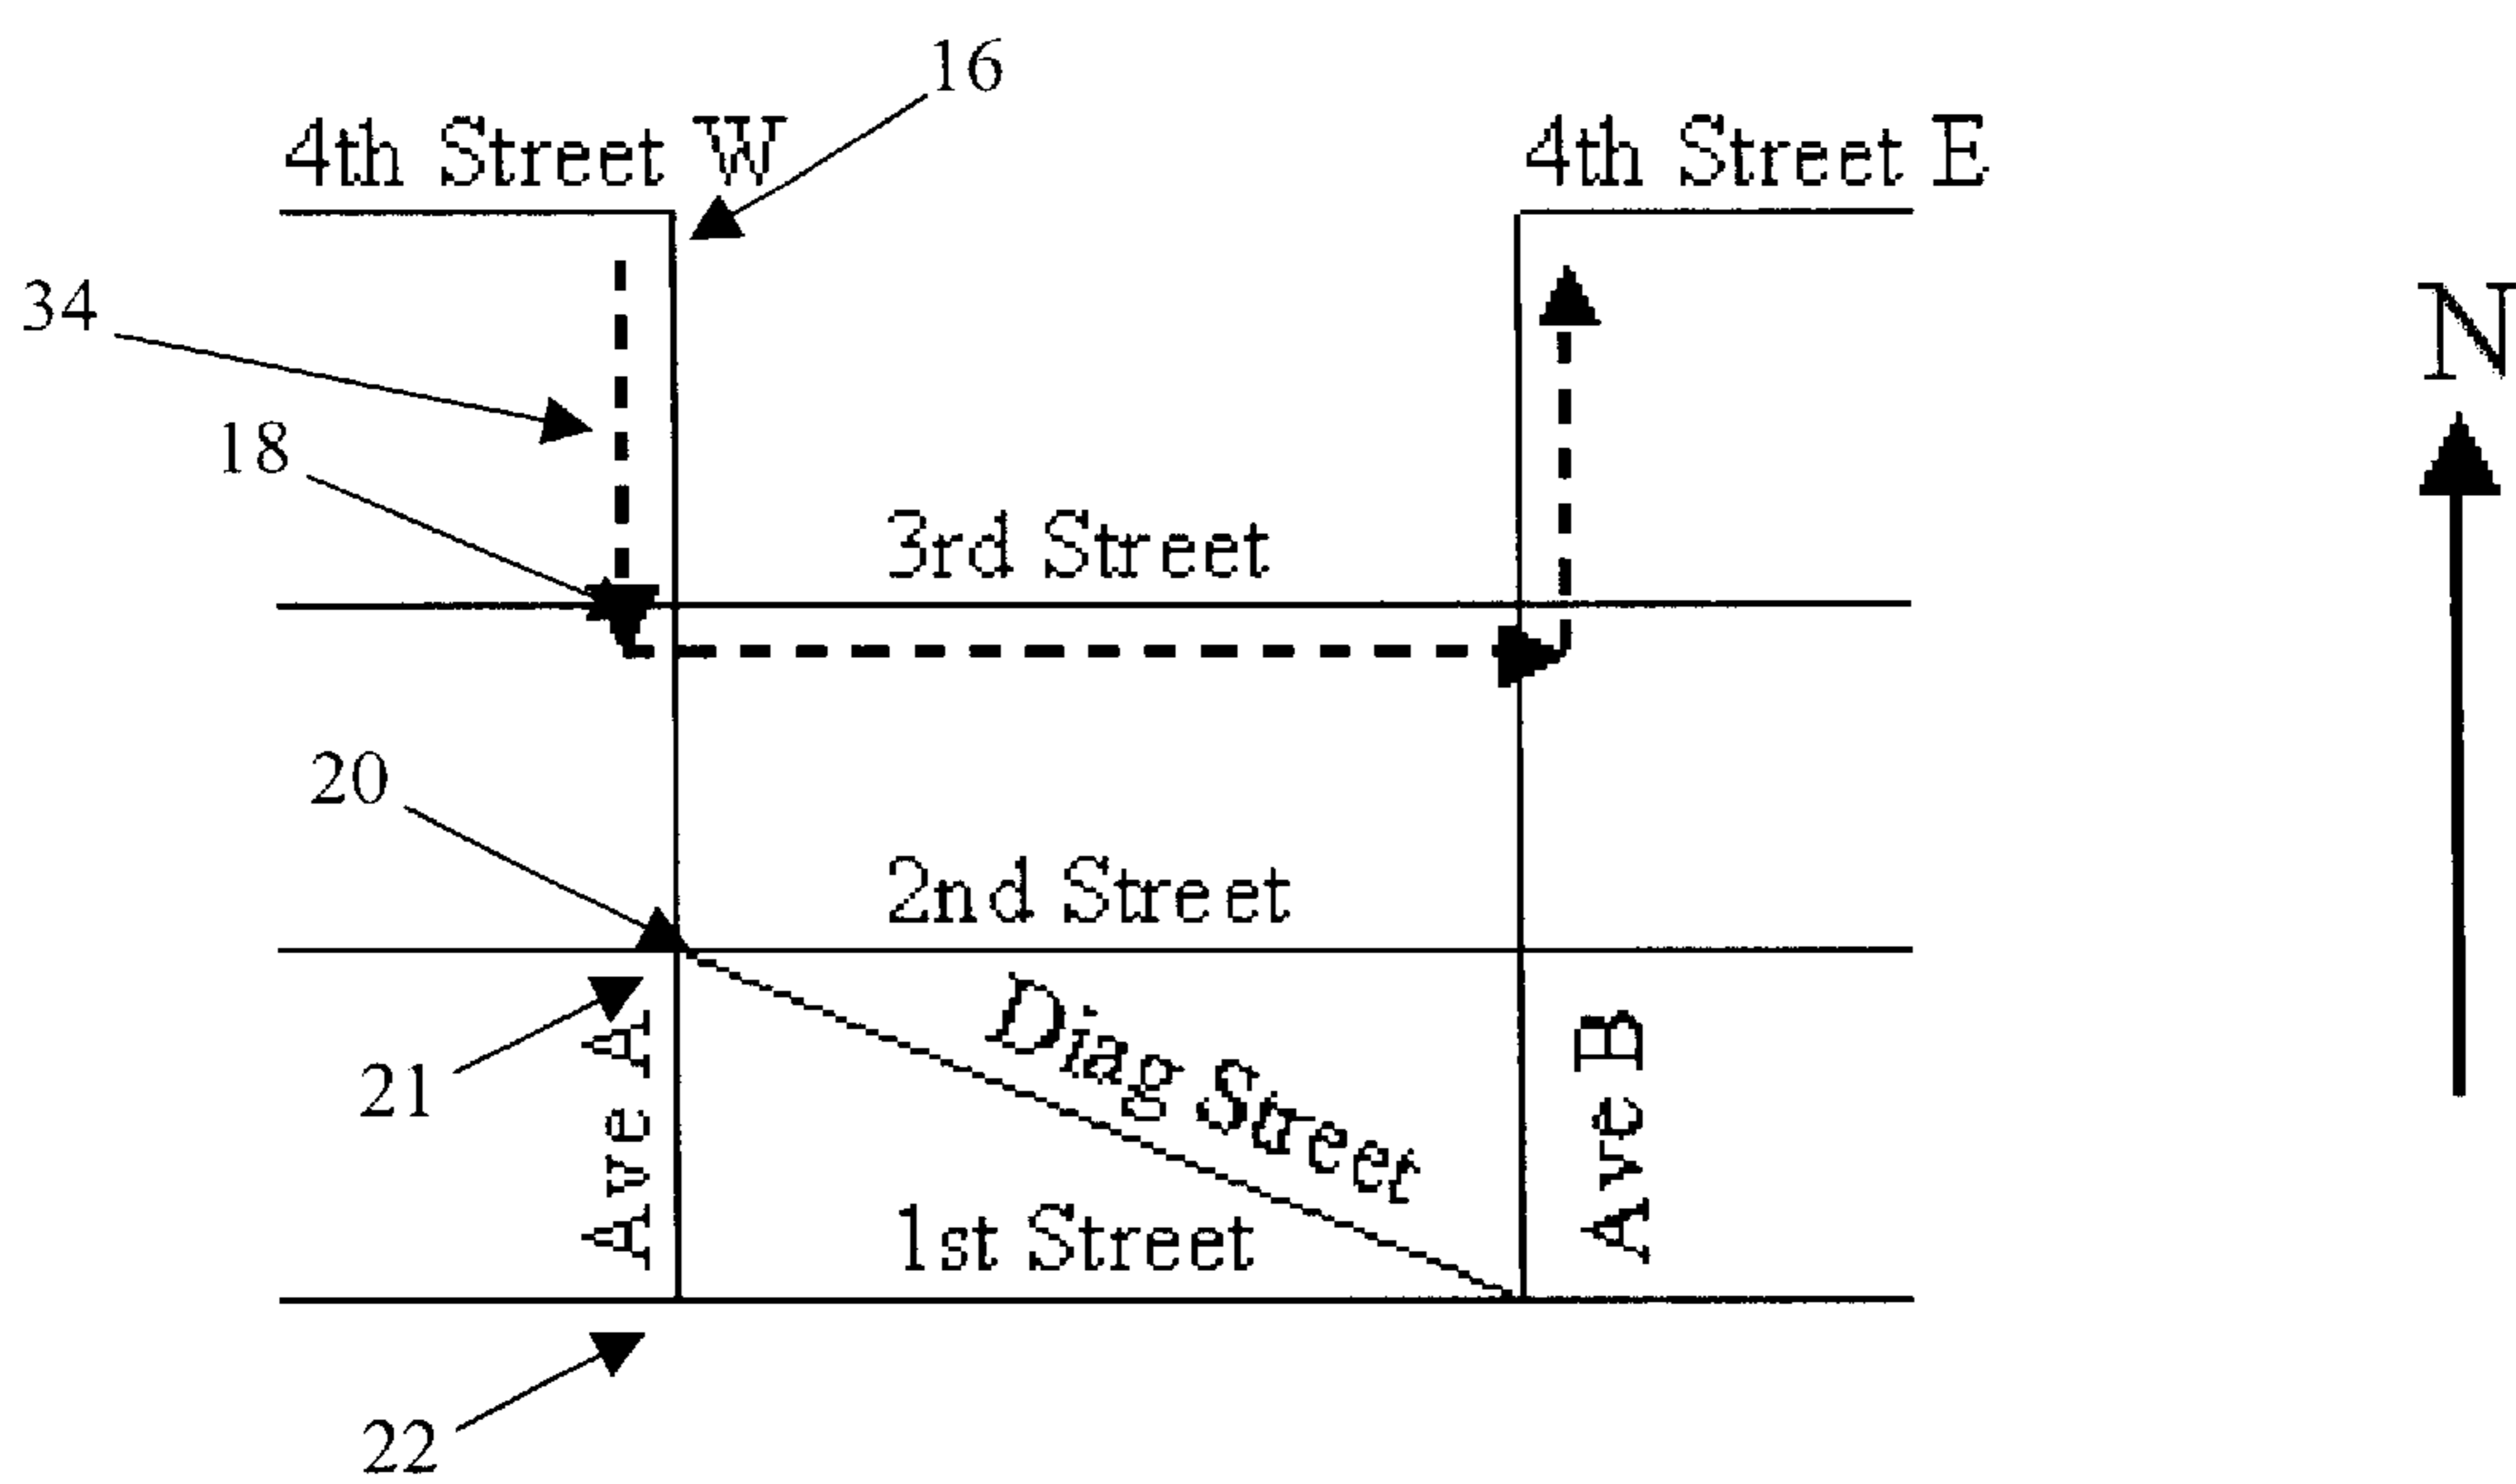 16
4th Street W
4th Street E
34
N
18
3rd Street
20
2nd Street
Diag Street
21
Ave A
Ave B
1st Street
22